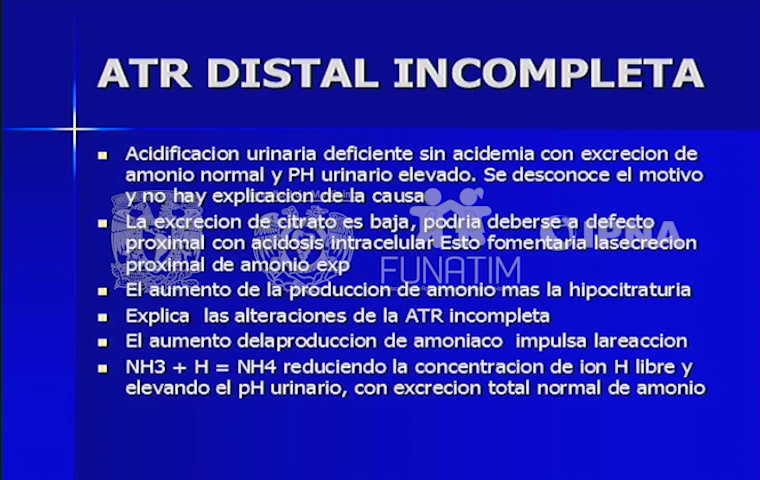 ATR DISTAL INCOMPLETA
Acidificacion urinaria deficiente sin acidemia con excrecion de
amonio normal y PH urinario elevado. Se desconoce el motivo
y no hay explicacion de la causa
La excrecion de citrato es baja, podria deberse a defecto
proximal con acidosis intracelular Esto fomentaria lasecrecion
proximal de amonio exp
FUNATIM
El aumento de la produccion de amonio mas la hipocitraturia
Explica las alteraciones de la ATR incompleta
El aumento delaproduccion de amoniaco impulsa lareaccion
NH3 + H = NH4 reduciendo la concentracion de ion H libre y
elevando el pH urinario, con excrecion total normal de amonio